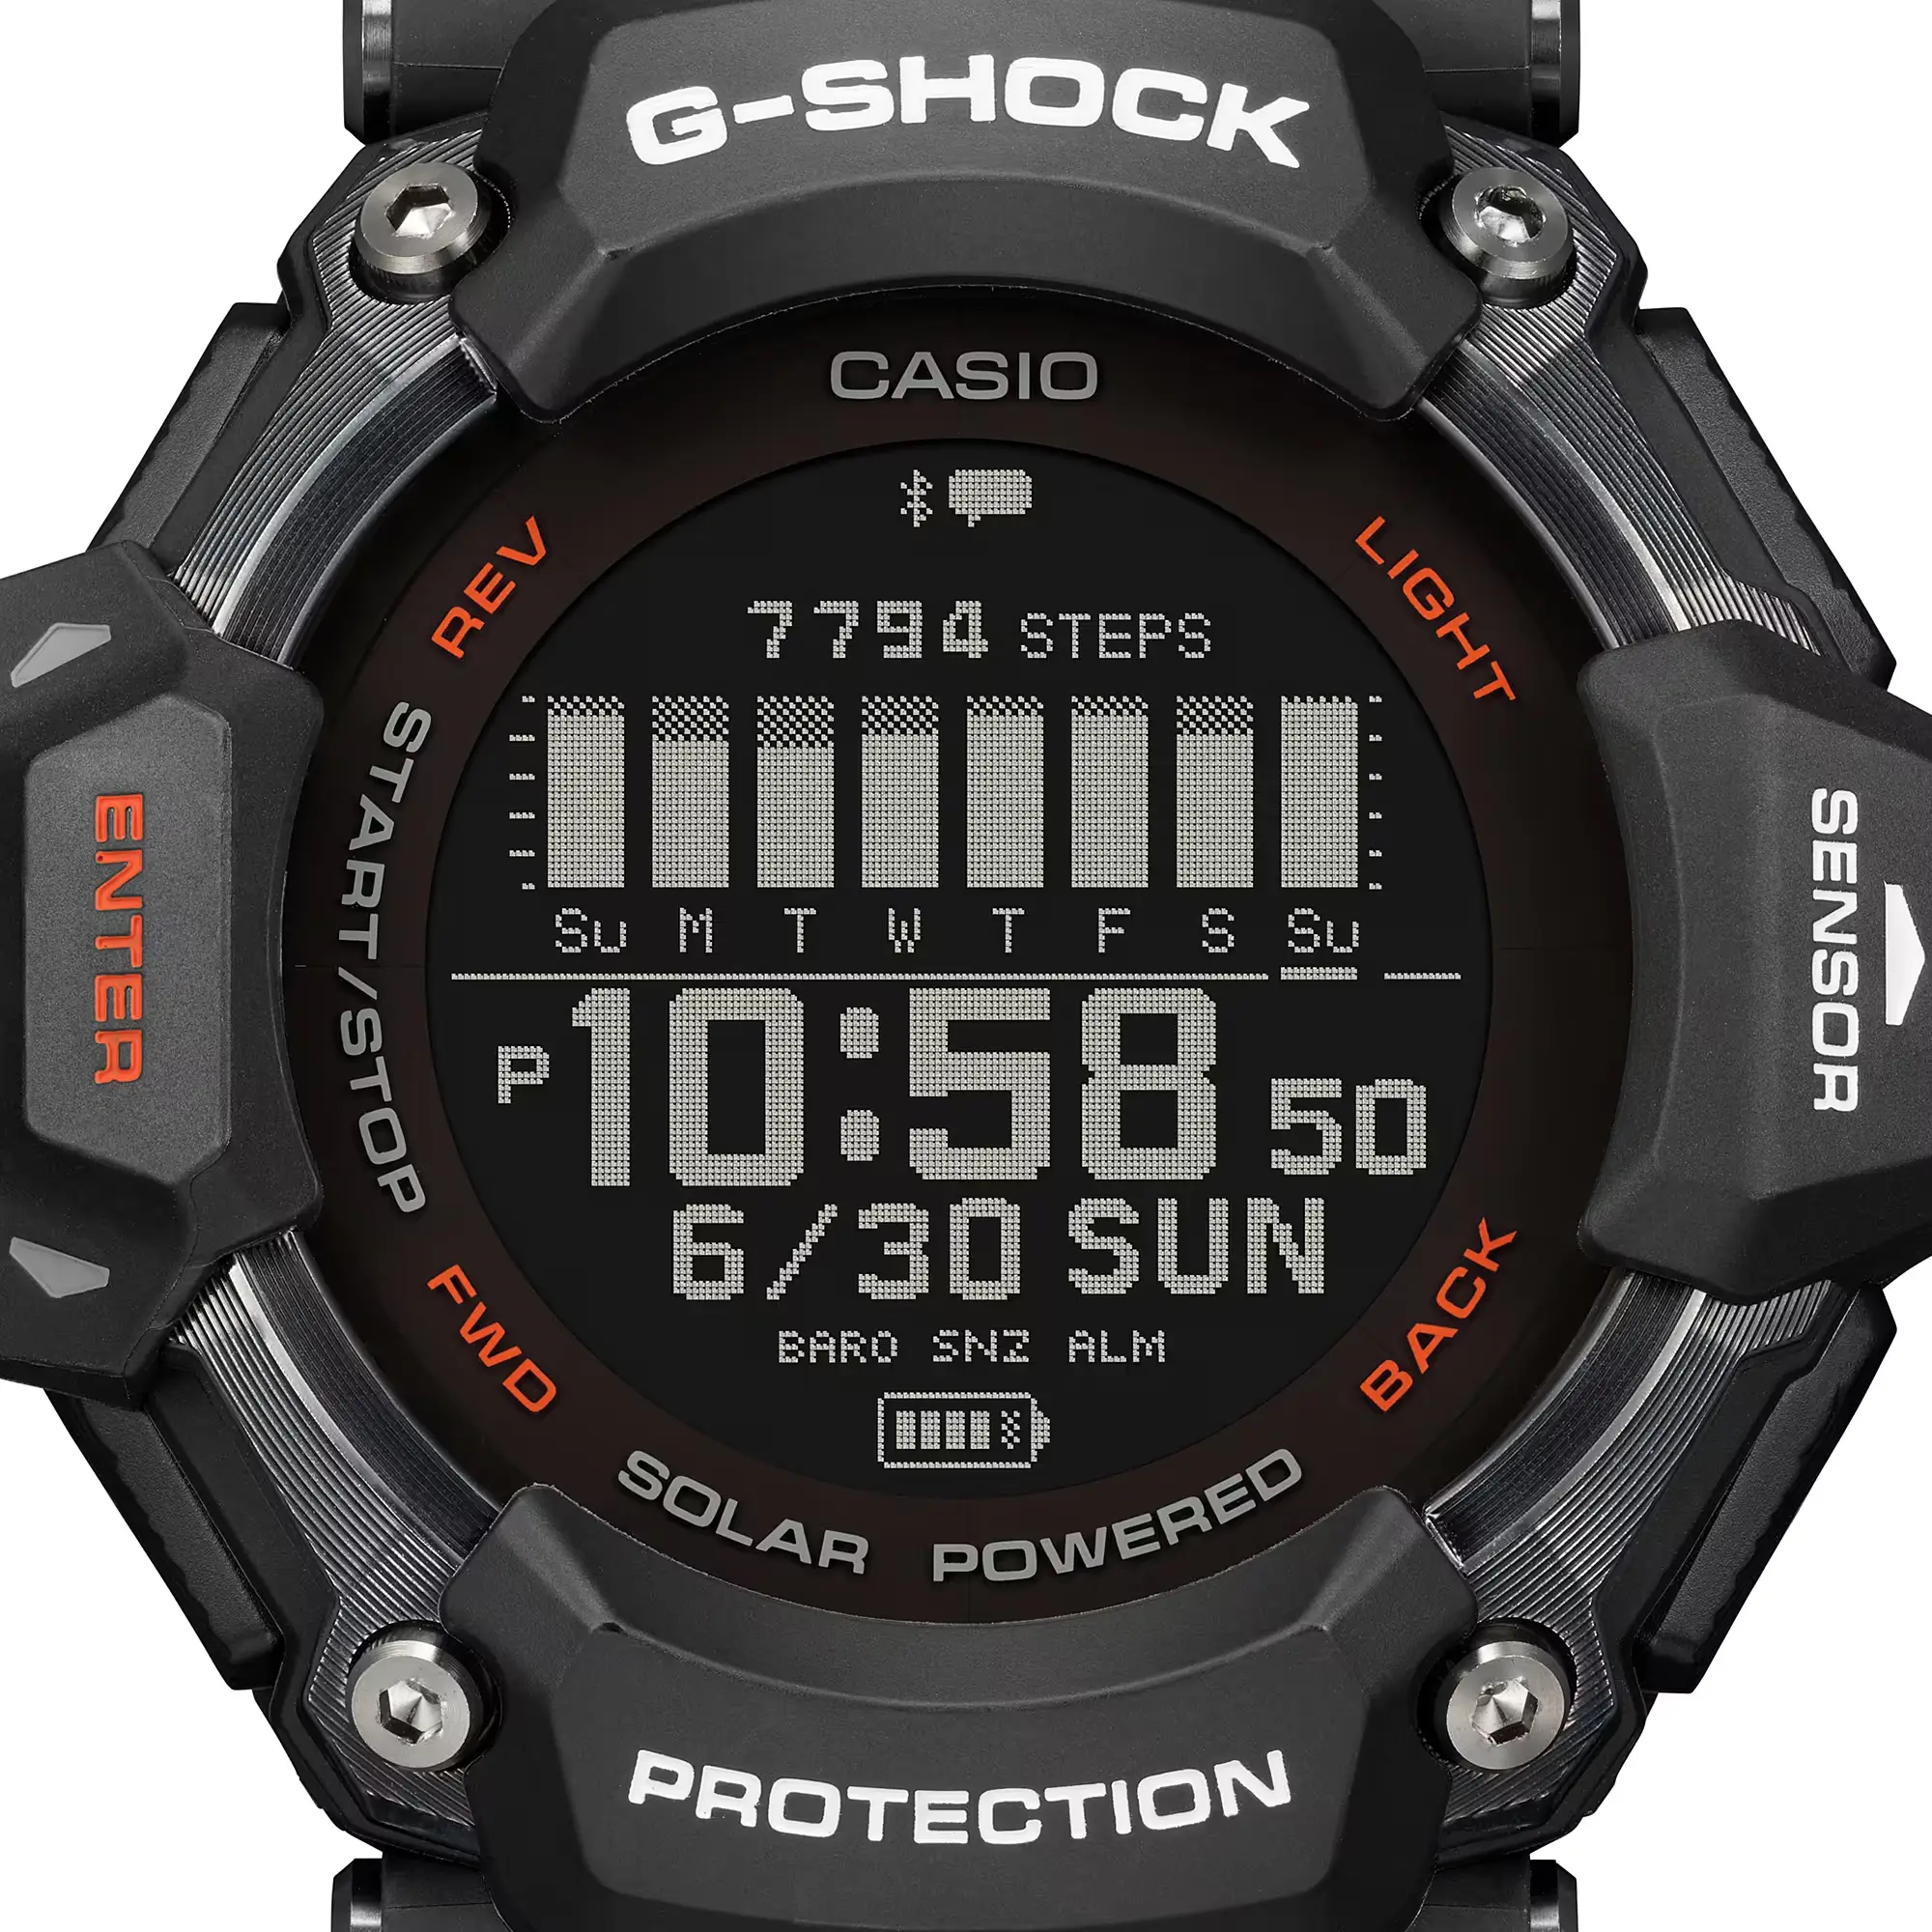 G-SHOCK
CASIO
REV
LIGHT
7794 STEPS
Su M T W T F S Su
START/STOP
ENTER
SENSOR
P 10:58 50
6/30 SUN
BARO SNZ ALM
FWD
BACK
SOLAR POWERED
PROTECTION